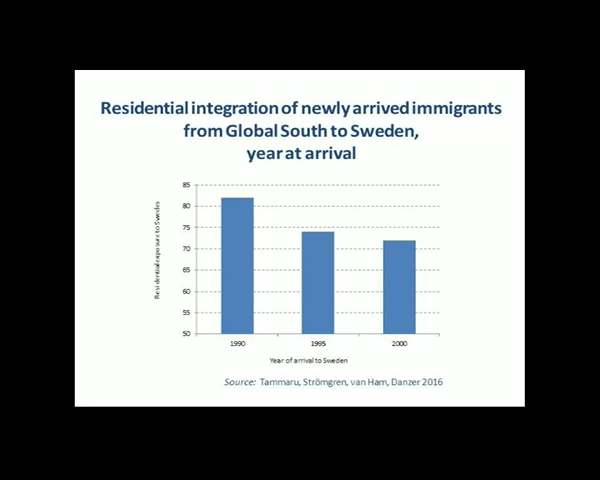 Residential integration of newly arrived immigrants
from Global South to Sweden,
year at arrival
85
80
75
70
65
60
55
50
Residential exposure to Swedes
1990 1995 2000
Year of arrival to Sweden
Source: Tammaru, Strömgren, van Ham, Danzer 2016